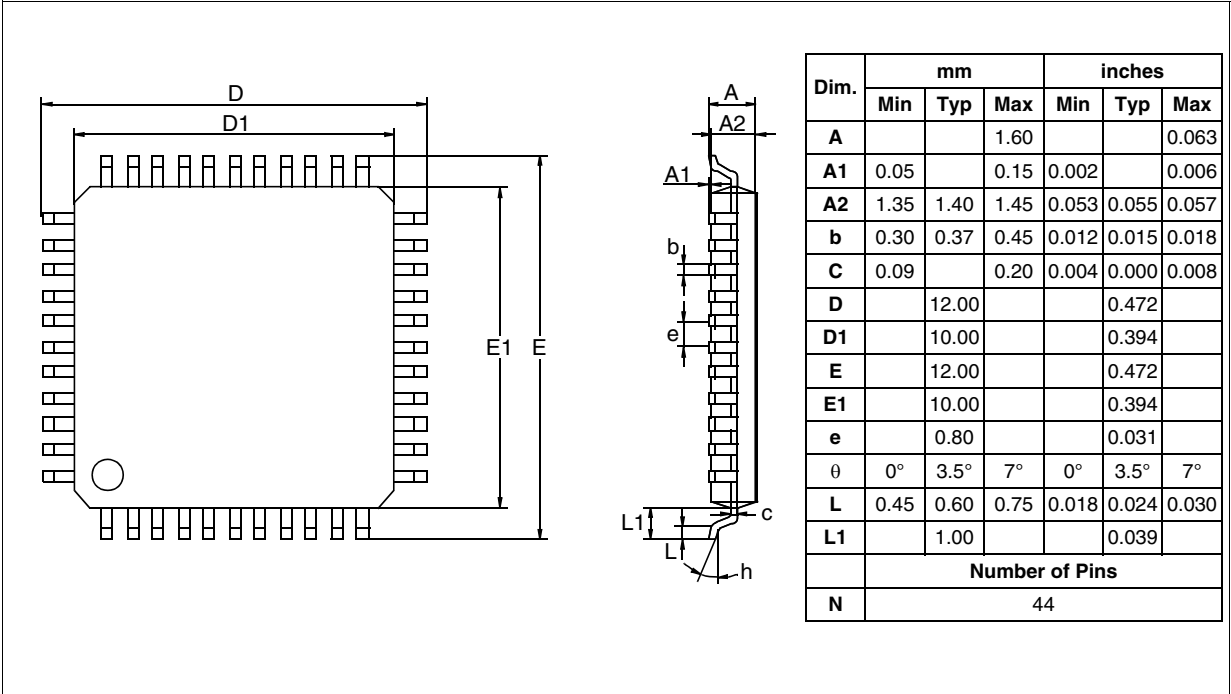 D
D1
E1
E
A
A2
A1
b
e
c
L1
L
h
Dim. mm inches
Min Typ Max Min Typ Max
A 1.60 0.063
A1 0.05 0.15 0.002 0.006
A2 1.35 1.40 1.45 0.053 0.055 0.057
b 0.30 0.37 0.45 0.012 0.015 0.018
C 0.09 0.20 0.004 0.000 0.008
D 12.00 0.472
D1 10.00 0.394
E 12.00 0.472
E1 10.00 0.394
e 0.80 0.031
θ 0° 3.5° 7° 0° 3.5° 7°
L 0.45 0.60 0.75 0.018 0.024 0.030
L1 1.00 0.039
Number of Pins
N 44